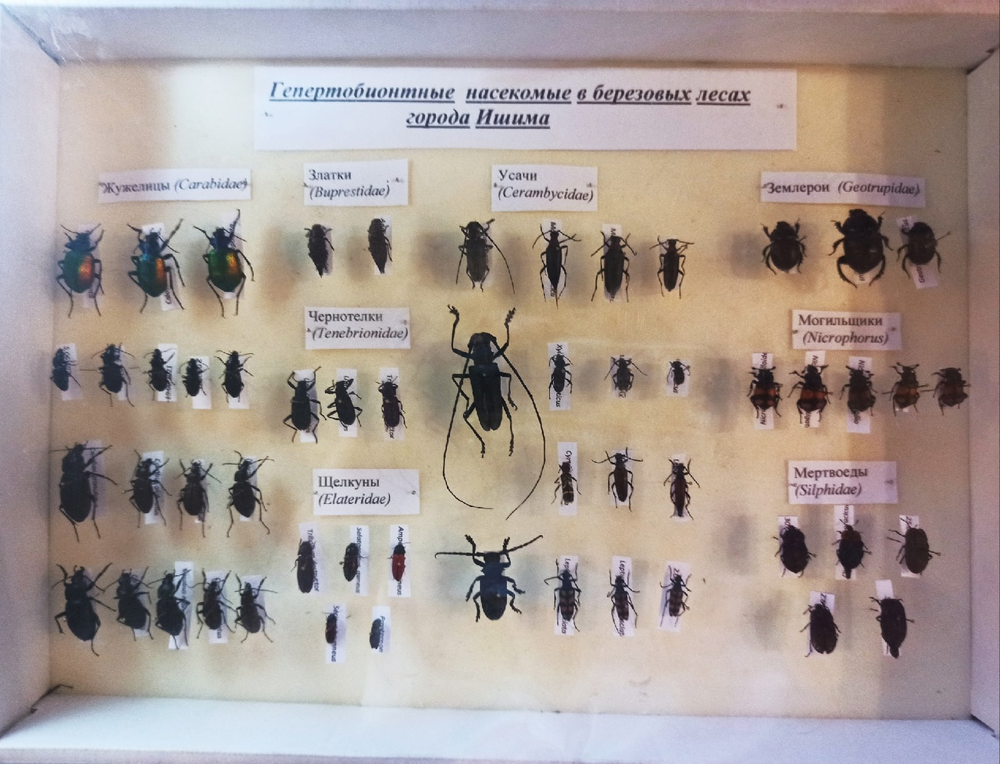 Гепертобионтные насекомые в березовых лесах
города Ишима
Жужелицы (Carabidae)
Златки
(Buprestidae)
Усачи
(Cerambycidae)
Землерои (Geotrupidae)
Чернотелки
(Tenebrionidae)
Могильщики
(Nicrophorus)
Щелкуны
(Elateridae)
Мертвоеды
(Silphidae)